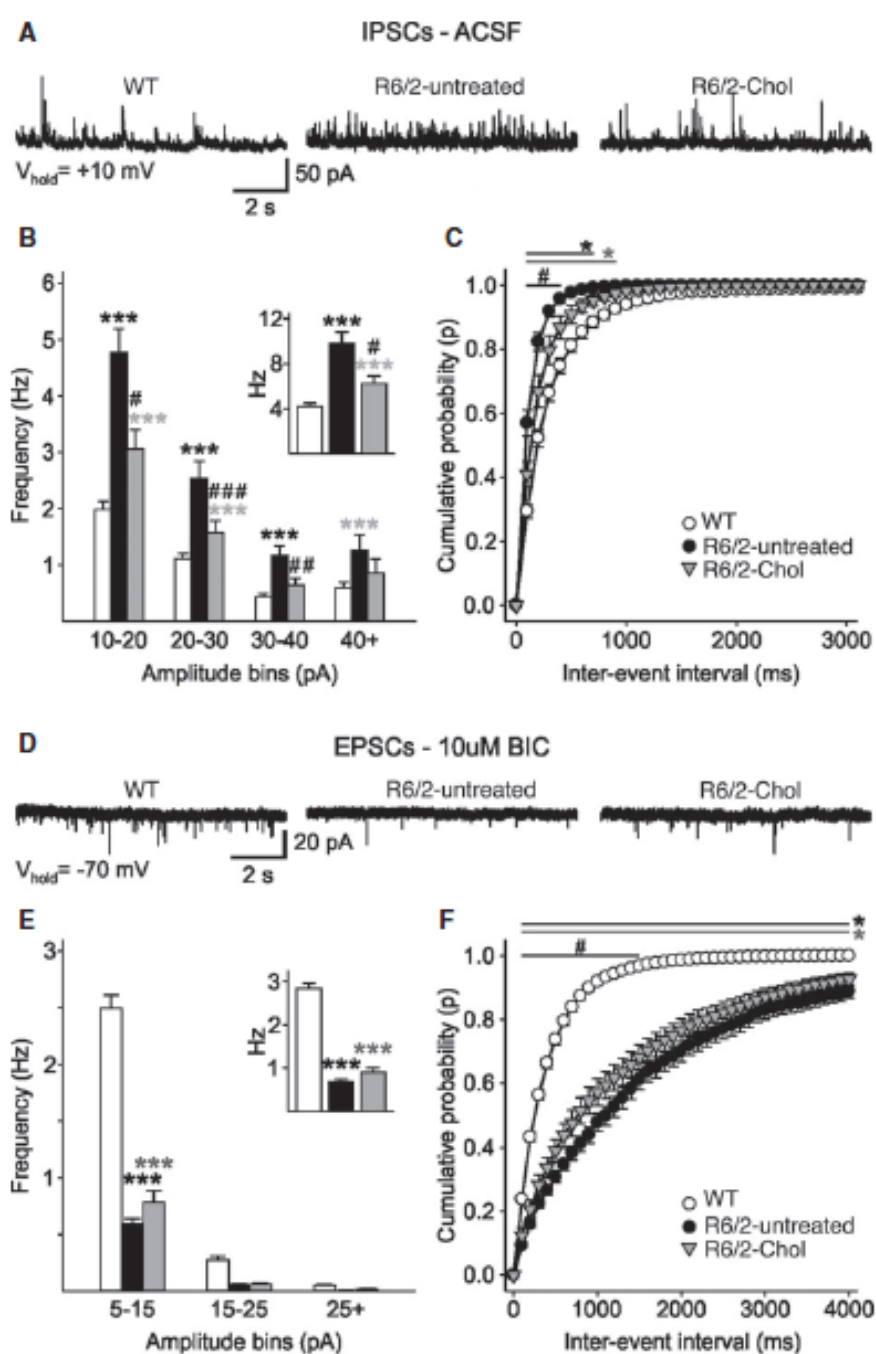 A
IPSCs - ACSF
WT
R6/2-untreated
R6/2-Chol
Vhold= +10 mV
50 pA
2 s
B
Frequency (Hz)
6
5
4
3
2
1
***
#
***
***
###
***
***
##
***
Hz
12
8
4
***
#
***
10-20
20-30
30-40
40+
Amplitude bins (pA)
C
*
*
#
Cumulative probability (p)
1.0
0.8
0.6
0.4
0.2
0.0
WT
R6/2-untreated
R6/2-Chol
0
1000
2000
3000
Inter-event interval (ms)
D
EPSCs - 10uM BIC
WT
R6/2-untreated
R6/2-Chol
Vhold= -70 mV
20 pA
2 s
E
Frequency (Hz)
3
2
1
***
***
Hz
3
2
1
***
***
5-15
15-25
25+
Amplitude bins (pA)
F
*
*
#
Cumulative probability (p)
1.0
0.8
0.6
0.4
0.2
0.0
WT
R6/2-untreated
R6/2-Chol
0
1000
2000
3000
4000
Inter-event interval (ms)